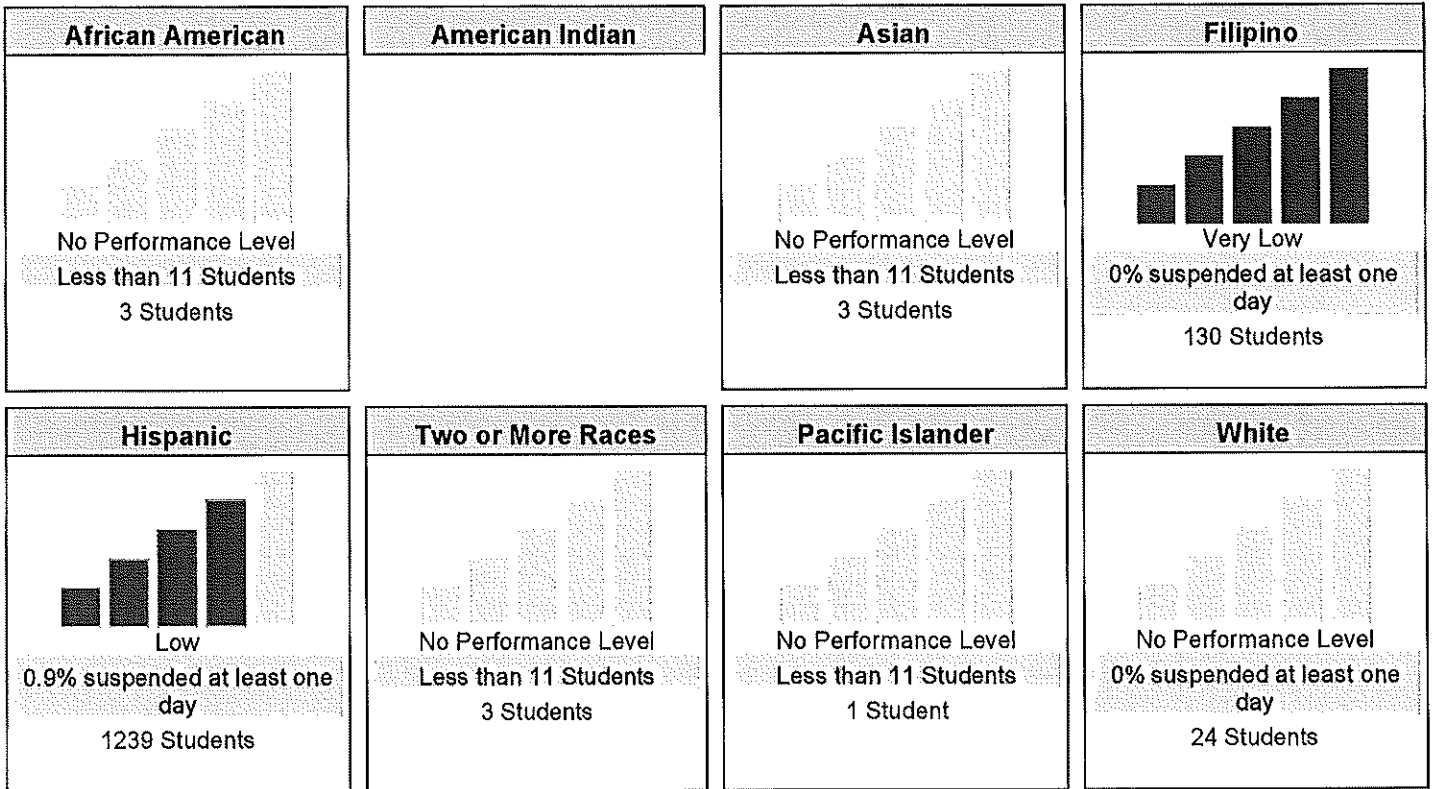 African American
No Performance Level
Less than 11 Students
3 Students
American Indian
Asian
No Performance Level
Less than 11 Students
3 Students
Filipino
Very Low
0% suspended at least one
day
130 Students
Hispanic
Low
0.9% suspended at least one
day
1239 Students
Two or More Races
No Performance Level
Less than 11 Students
3 Students
Pacific Islander
No Performance Level
Less than 11 Students
1 Student
White
No Performance Level
0% suspended at least one
day
24 Students